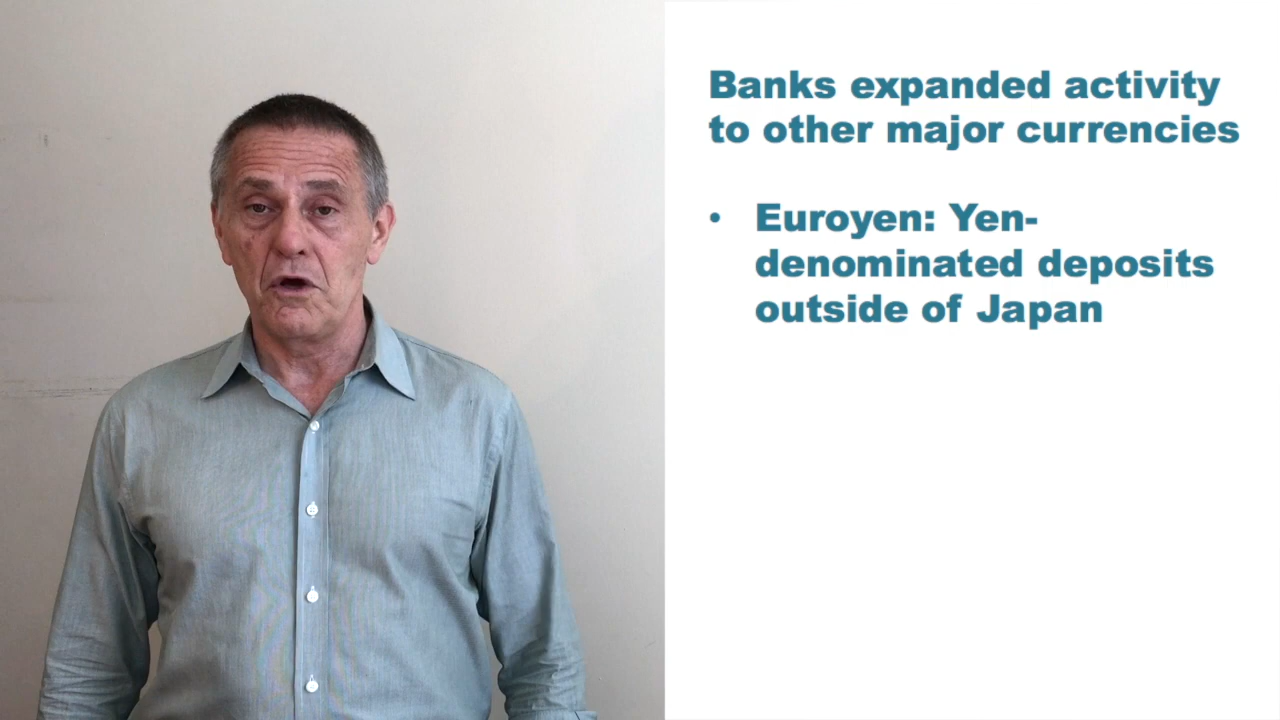 Banks expanded activity
to other major currencies
• Euroyen: Yen-
denominated deposits
outside of Japan